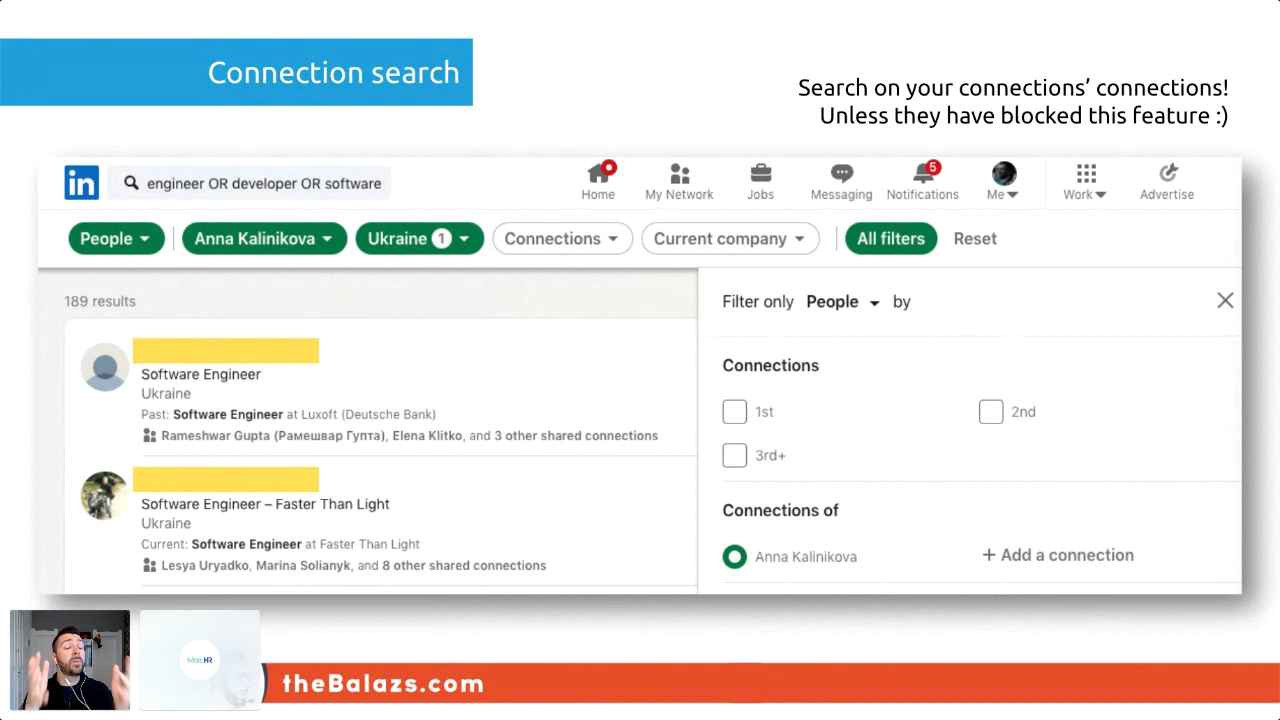 Connection search
Search on your connections’ connections!
Unless they have blocked this feature :)
in
engineer OR developer OR software
5
Home
My Network
Jobs
Messaging
Notifications
Me
Work
Advertise
People
Anna Kalinikova
Ukraine 1
Connections
Current company
All filters
Reset
189 results
Software Engineer
Ukraine
Past: Software Engineer at Luxoft (Deutsche Bank)
Rameshwar Gupta (Рамешвар Гупта), Elena Klitko, and 3 other shared connections
Software Engineer – Faster Than Light
Ukraine
Current: Software Engineer at Faster Than Light
Lesya Uryadko, Marina Solianyk, and 8 other shared connections
Filter only People by
Connections
1st
2nd
3rd+
Connections of
Anna Kalinikova
+ Add a connection
theBalazs.com